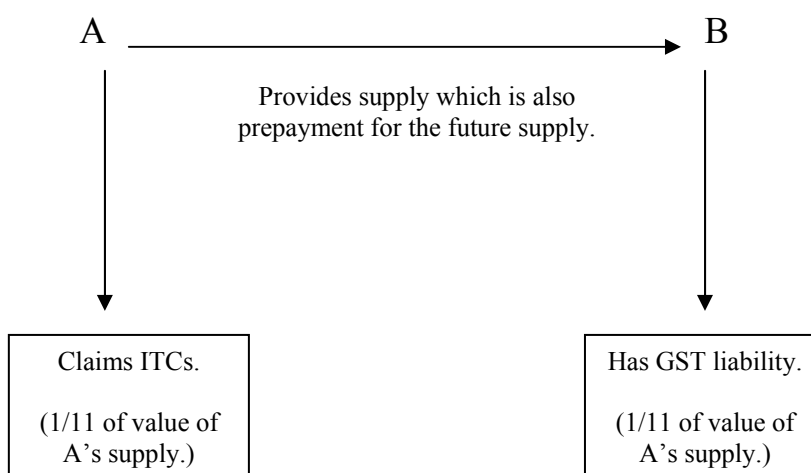 A B
Provides supply which is also
prepayment for the future supply.
Claims ITCs.
(1/11 of value of
A’s supply.)
Has GST liability.
(1/11 of value of
A’s supply.)